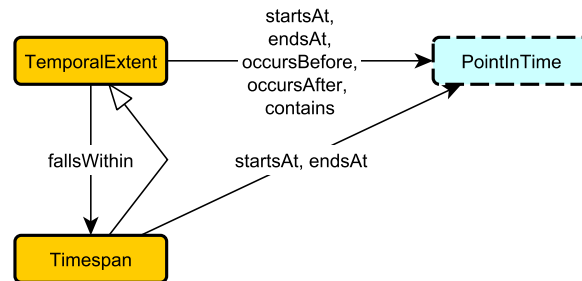 startsAt,
endsAt,
occursBefore,
occursAfter,
contains
TemporalExtent
PointInTime
fallsWithin
startsAt, endsAt
Timespan